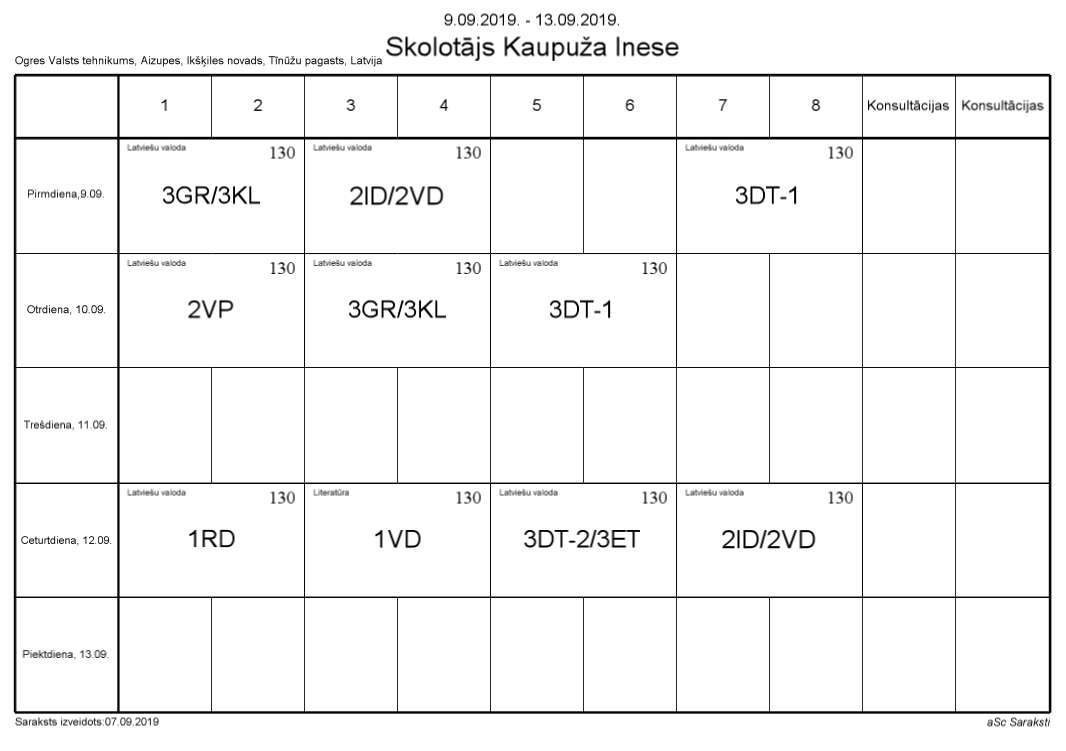 9.09.2019. - 13.09.2019.
Skolotājs Kaupuža Inese
Ogres Valsts tehnikums, Aizupes, Ikšķiles novads, Tīnūžu pagasts, Latvija
1 2 3 4 5 6 7 8 Konsultācijas Konsultācijas
Latviešu valoda 130 Latviešu valoda 130 Latviešu valoda 130
Pirmdiena,9.09. 3GR/3KL 2ID/2VD 3DT-1
Latviešu valoda 130 Latviešu valoda 130 Latviešu valoda 130
Otrdiena, 10.09. 2VP 3GR/3KL 3DT-1
Trešdiena, 11.09.
Latviešu valoda 130 Literatūra 130 Latviešu valoda 130 Latviešu valoda 130
Ceturtdiena, 12.09. 1RD 1VD 3DT-2/3ET 2ID/2VD
Piektdiena, 13.09.
Saraksts izveidots:07.09.2019 aSc Saraksti